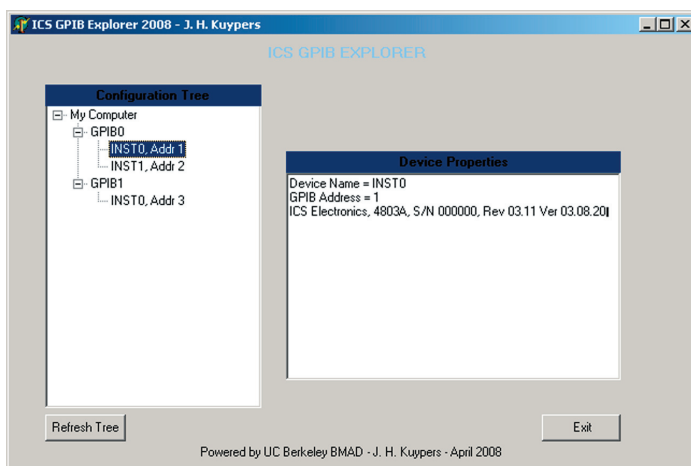 ICS GPIB Explorer 2008 - J. H. Kuypers
ICS GPIB EXPLORER
Configuration Tree
My Computer
GPIB0
INST0, Addr 1
INST1, Addr 2
GPIB1
INST0, Addr 3
Device Properties
Device Name = INST0
GPIB Address = 1
ICS Electronics, 4803A, S/N 000000, Rev 03.11 Ver 03.08.20
Refresh Tree
Exit
Powered by UC Berkeley BMAD - J. H. Kuypers - April 2008